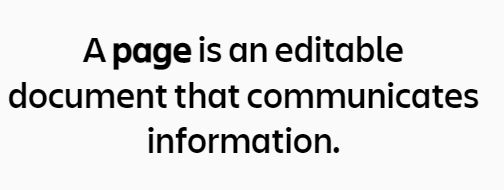 A page is an editable
document that communicates
information.